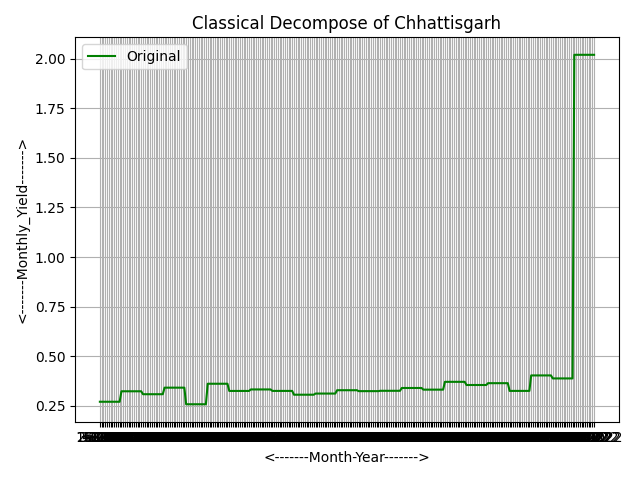 Classical Decompose of Chhattisgarh
Original
2.00
1.75
1.50
1.25
1.00
0.75
0.50
0.25
<------Monthly_Yield------->
<-------Month-Year------->